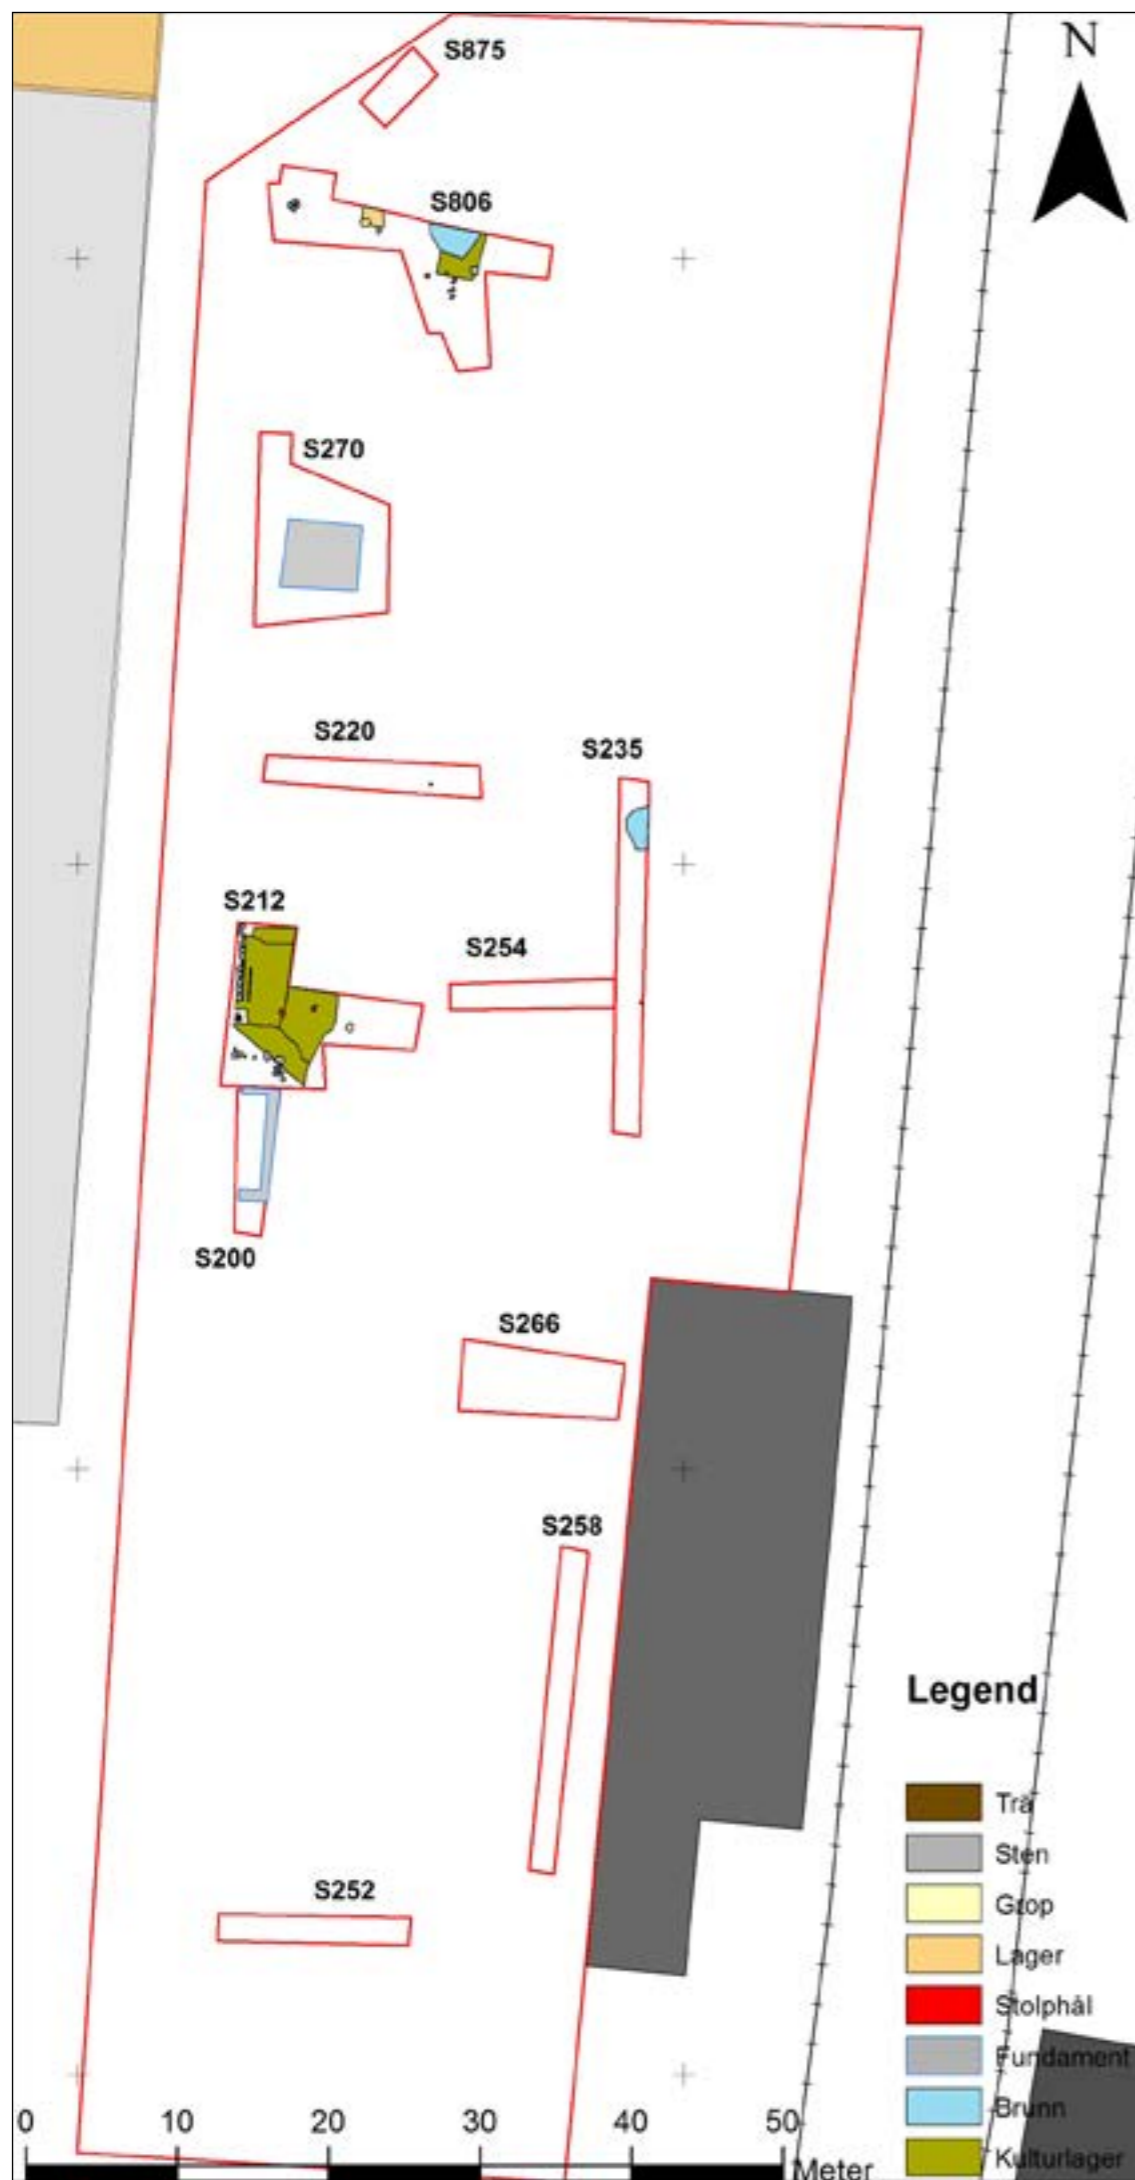 N
S875
S806
S270
S220
S235
S212
S254
S200
S266
S258
S252
Legend
Trä
Sten
Grop
Lager
Stolphål
Fundament
Brunn
Kulturlager
0 10 20 30 40 50
Meter